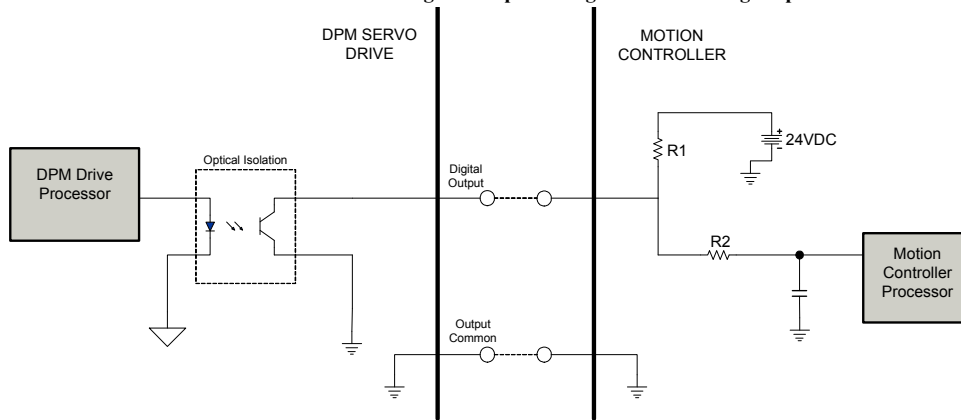 DPM SERVO
DRIVE
MOTION
CONTROLLER
DPM Drive
Processor
Optical Isolation
Digital
Output
R1
+
-
24VDC
R2
Motion
Controller
Processor
Output
Common